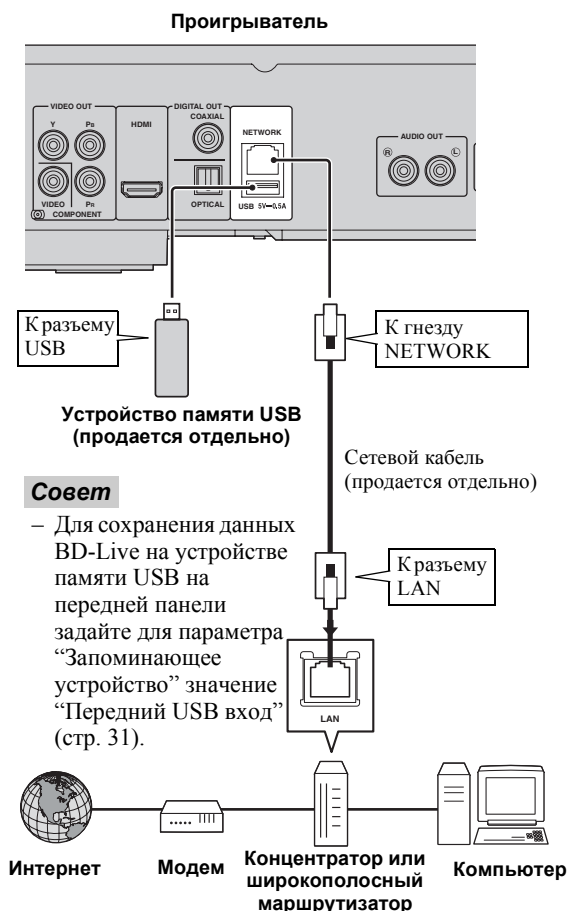 Проигрыватель
VIDEO OUT
Y
PB
VIDEO
PR
COMPONENT
HDMI
DIGITAL OUT
COAXIAL
OPTICAL
NETWORK
USB 5V⎓0.5A
AUDIO OUT
R
L
К разъему
USB
К гнезду
NETWORK
Устройство памяти USB
(продается отдельно)
Сетевой кабель
(продается отдельно)
Совет
– Для сохранения данных
BD-Live на устройстве
памяти USB на
передней панели
задайте для параметра
“Запоминающее
устройство” значение
“Передний USB вход”
(стр. 31).
К разъему
LAN
LAN
Интернет
Модем
Концентратор или
широкополосный
маршрутизатор
Компьютер